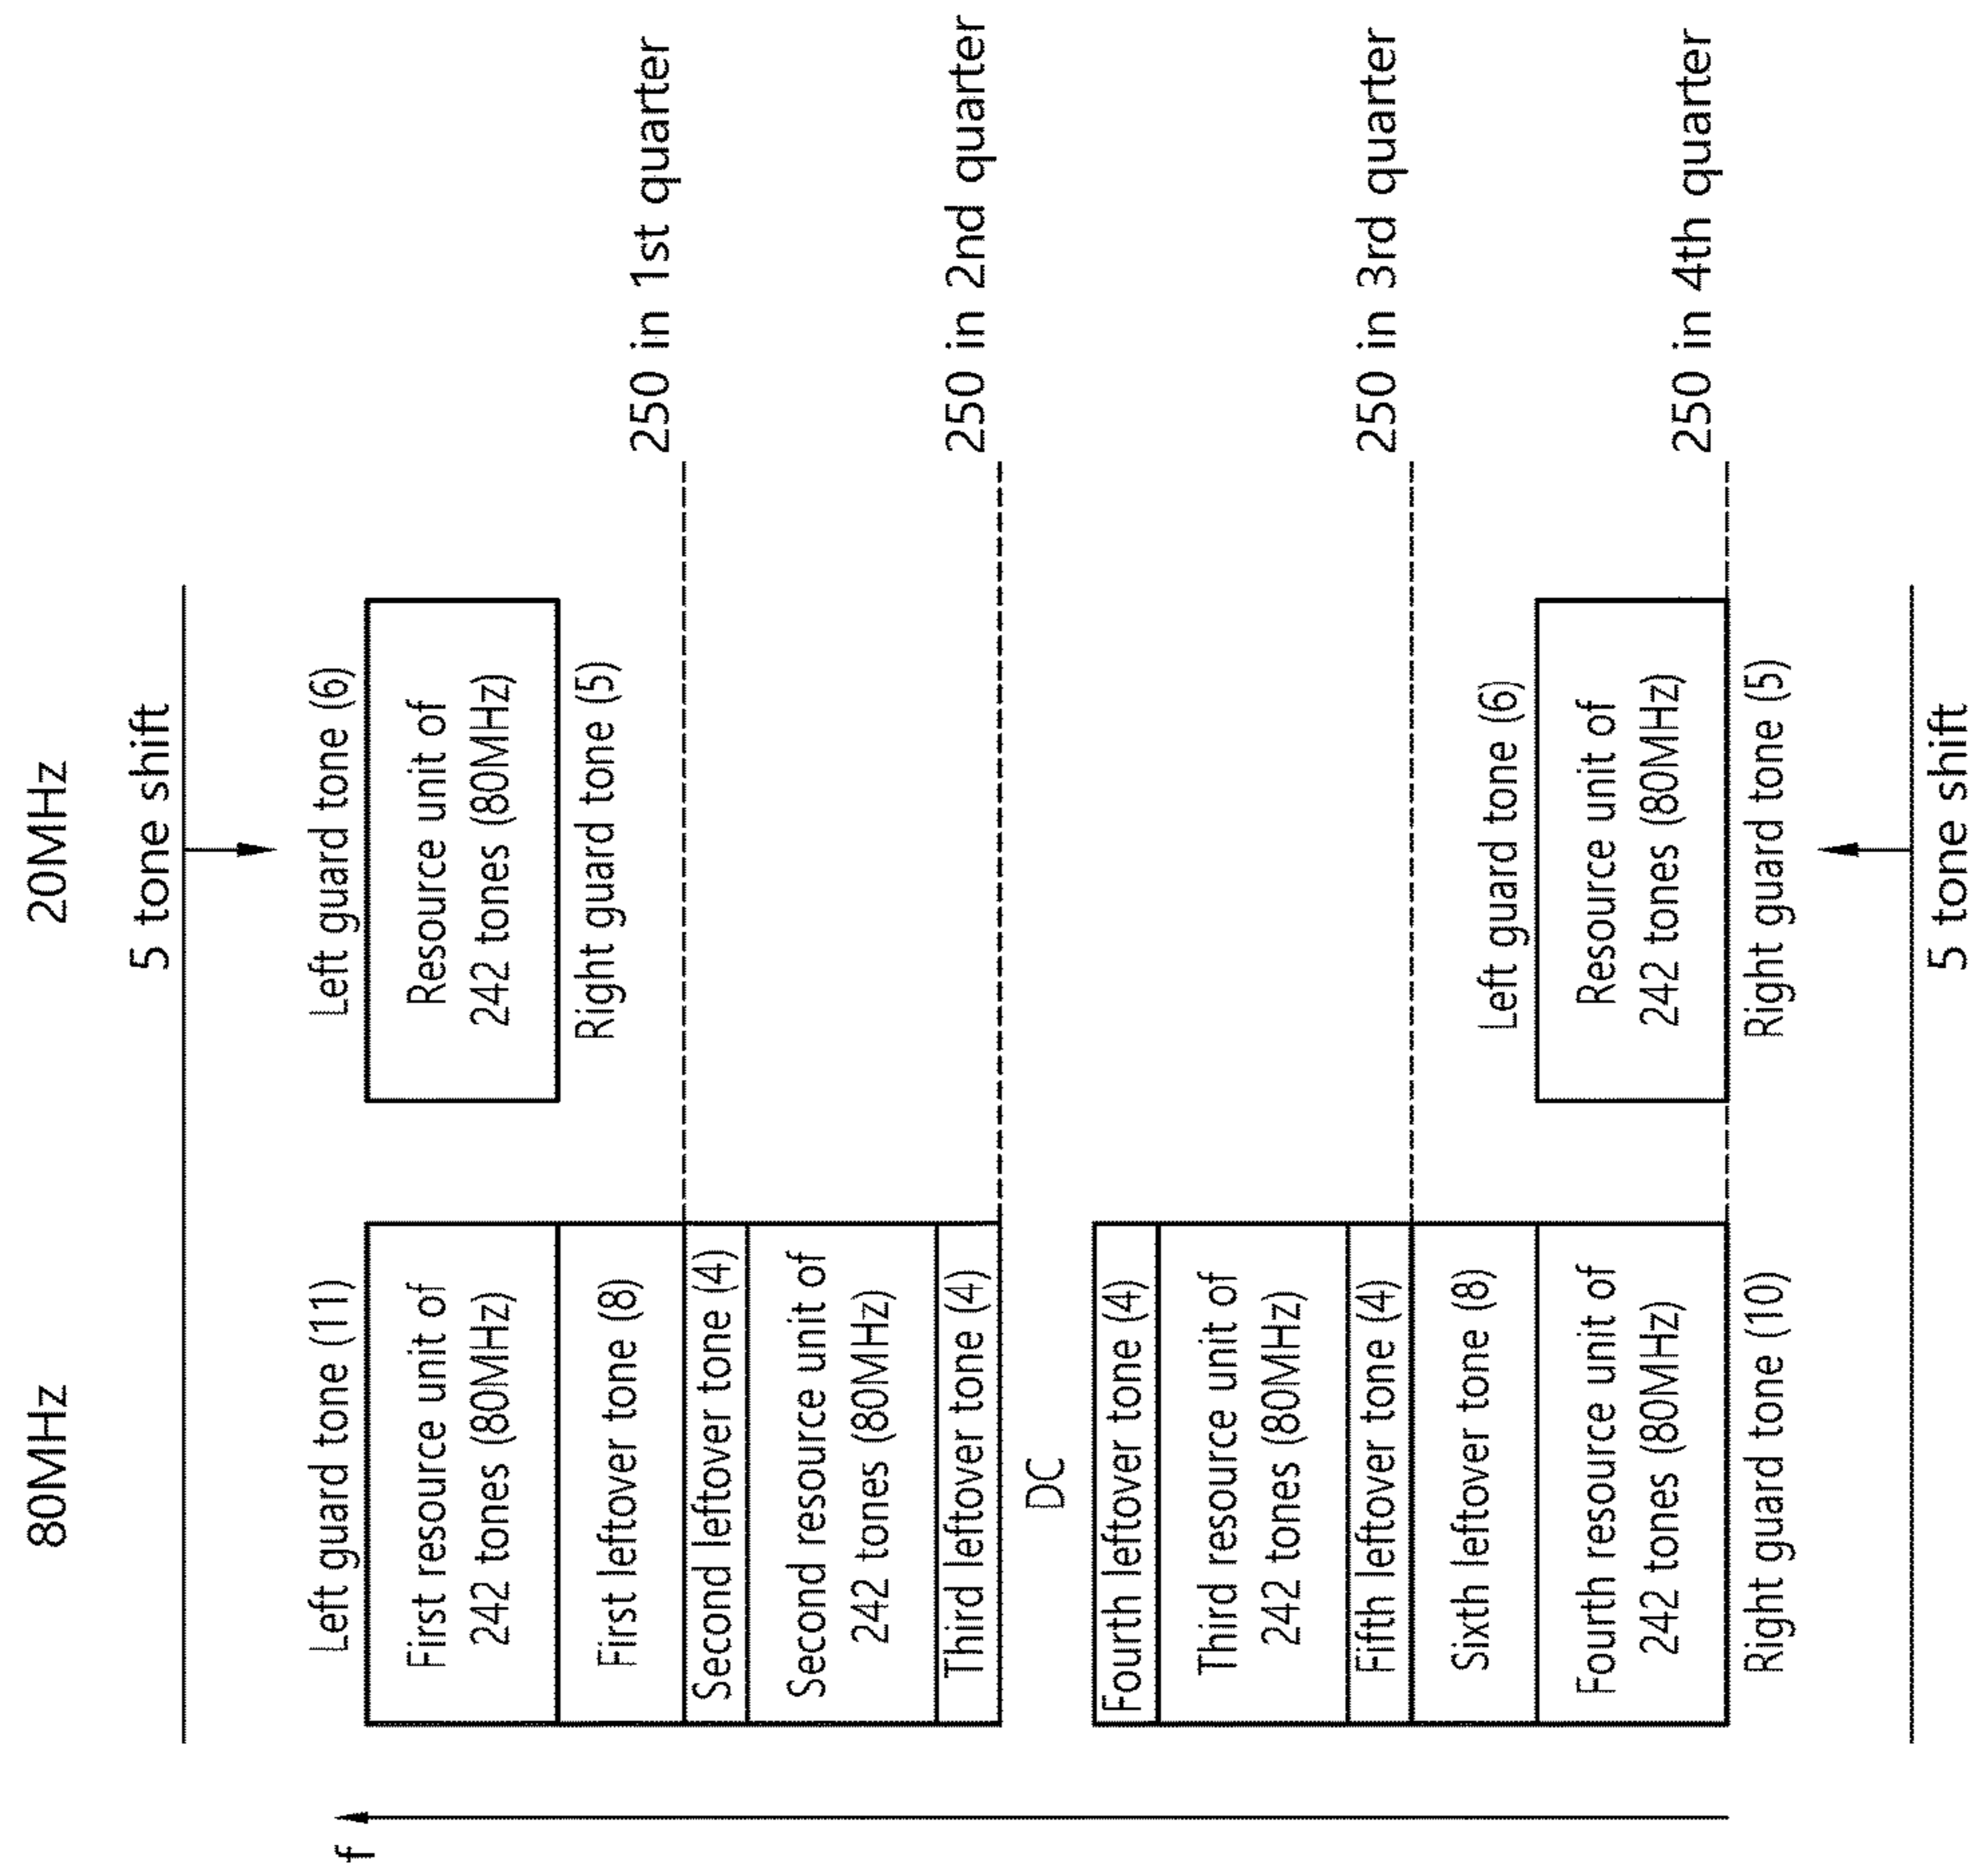 20MHz
80MHz
5 tone shift
Left guard tone (11)
First resource unit of
242 tones (80MHz)
First leftover tone (8)
Second leftover tone (4)
Second resource unit of
242 tones (80MHz)
Third leftover tone (4)
DC
Fourth leftover tone (4)
Third resource unit of
242 tones (80MHz)
Fifth leftover tone (4)
Sixth leftover tone (8)
Fourth resource unit of
242 tones (80MHz)
Right guard tone (10)
Left guard tone (6)
Resource unit of
242 tones (80MHz)
Right guard tone (5)
Left guard tone (6)
Resource unit of
242 tones (80MHz)
Right guard tone (5)
5 tone shift
250 in 1st quarter
250 in 2nd quarter
250 in 3rd quarter
250 in 4th quarter
f